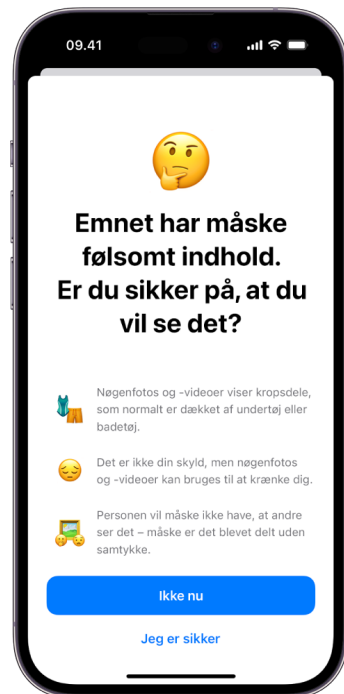 09.41
Emnet har måske
følsomt indhold.
Er du sikker på, at du
vil se det?
Nøgenfotos og -videoer viser kropsdele,
som normalt er dækket af undertøj eller
badetøj.
Det er ikke din skyld, men nøgenfotos
og -videoer kan bruges til at krænke dig.
Personen vil måske ikke have, at andre
ser det – måske er det blevet delt uden
samtykke.
Ikke nu
Jeg er sikker